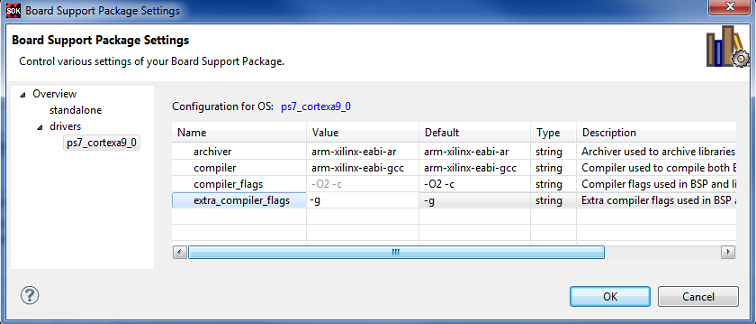 SDK Board Support Package Settings
Board Support Package Settings
Control various settings of your Board Support Package.
Overview
standalone
drivers
ps7_cortexa9_0
Configuration for OS: ps7_cortexa9_0
Name Value Default Type Description
archiver arm-xilinx-eabi-ar arm-xilinx-eabi-ar string Archiver used to archive libraries
compiler arm-xilinx-eabi-gcc arm-xilinx-eabi-gcc string Compiler used to compile both
compiler_flags -O2 -c -O2 -c string Compiler flags used in BSP and
extra_compiler_flags -g -g string Extra compiler flags used in BSP
OK Cancel